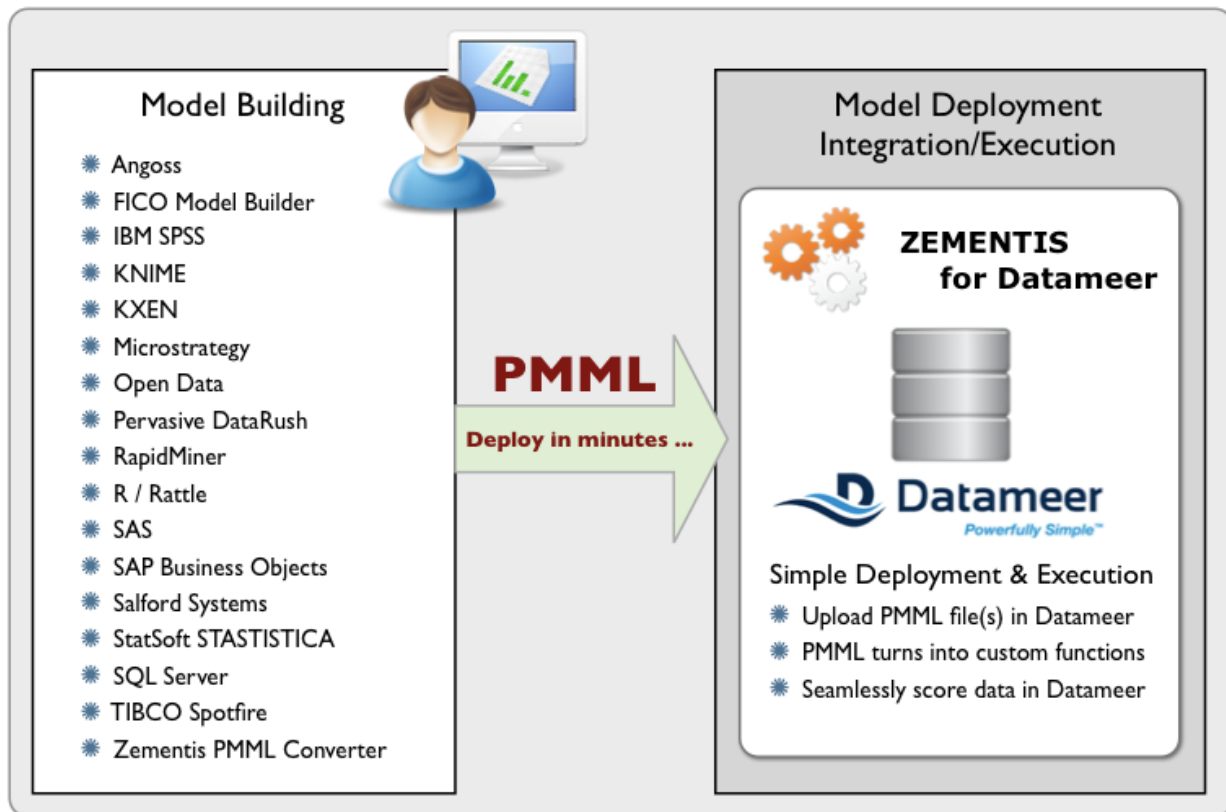 Model Building
Angoss
FICO Model Builder
IBM SPSS
KNIME
KXEN
Microstrategy
Open Data
Pervasive DataRush
RapidMiner
R / Rattle
SAS
SAP Business Objects
Salford Systems
StatSoft STASTISTICA
SQL Server
TIBCO Spotfire
Zementis PMML Converter
PMML
Deploy in minutes ...
Model Deployment
Integration/Execution
ZEMENTIS
for Datameer
Datameer
Powerfully Simple™
Simple Deployment & Execution
Upload PMML file(s) in Datameer
PMML turns into custom functions
Seamlessly score data in Datameer